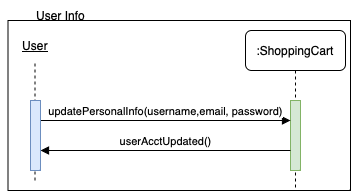 User Info
User
:ShoppingCart
updatePersonalInfo(username,email, password)
userAcctUpdated()